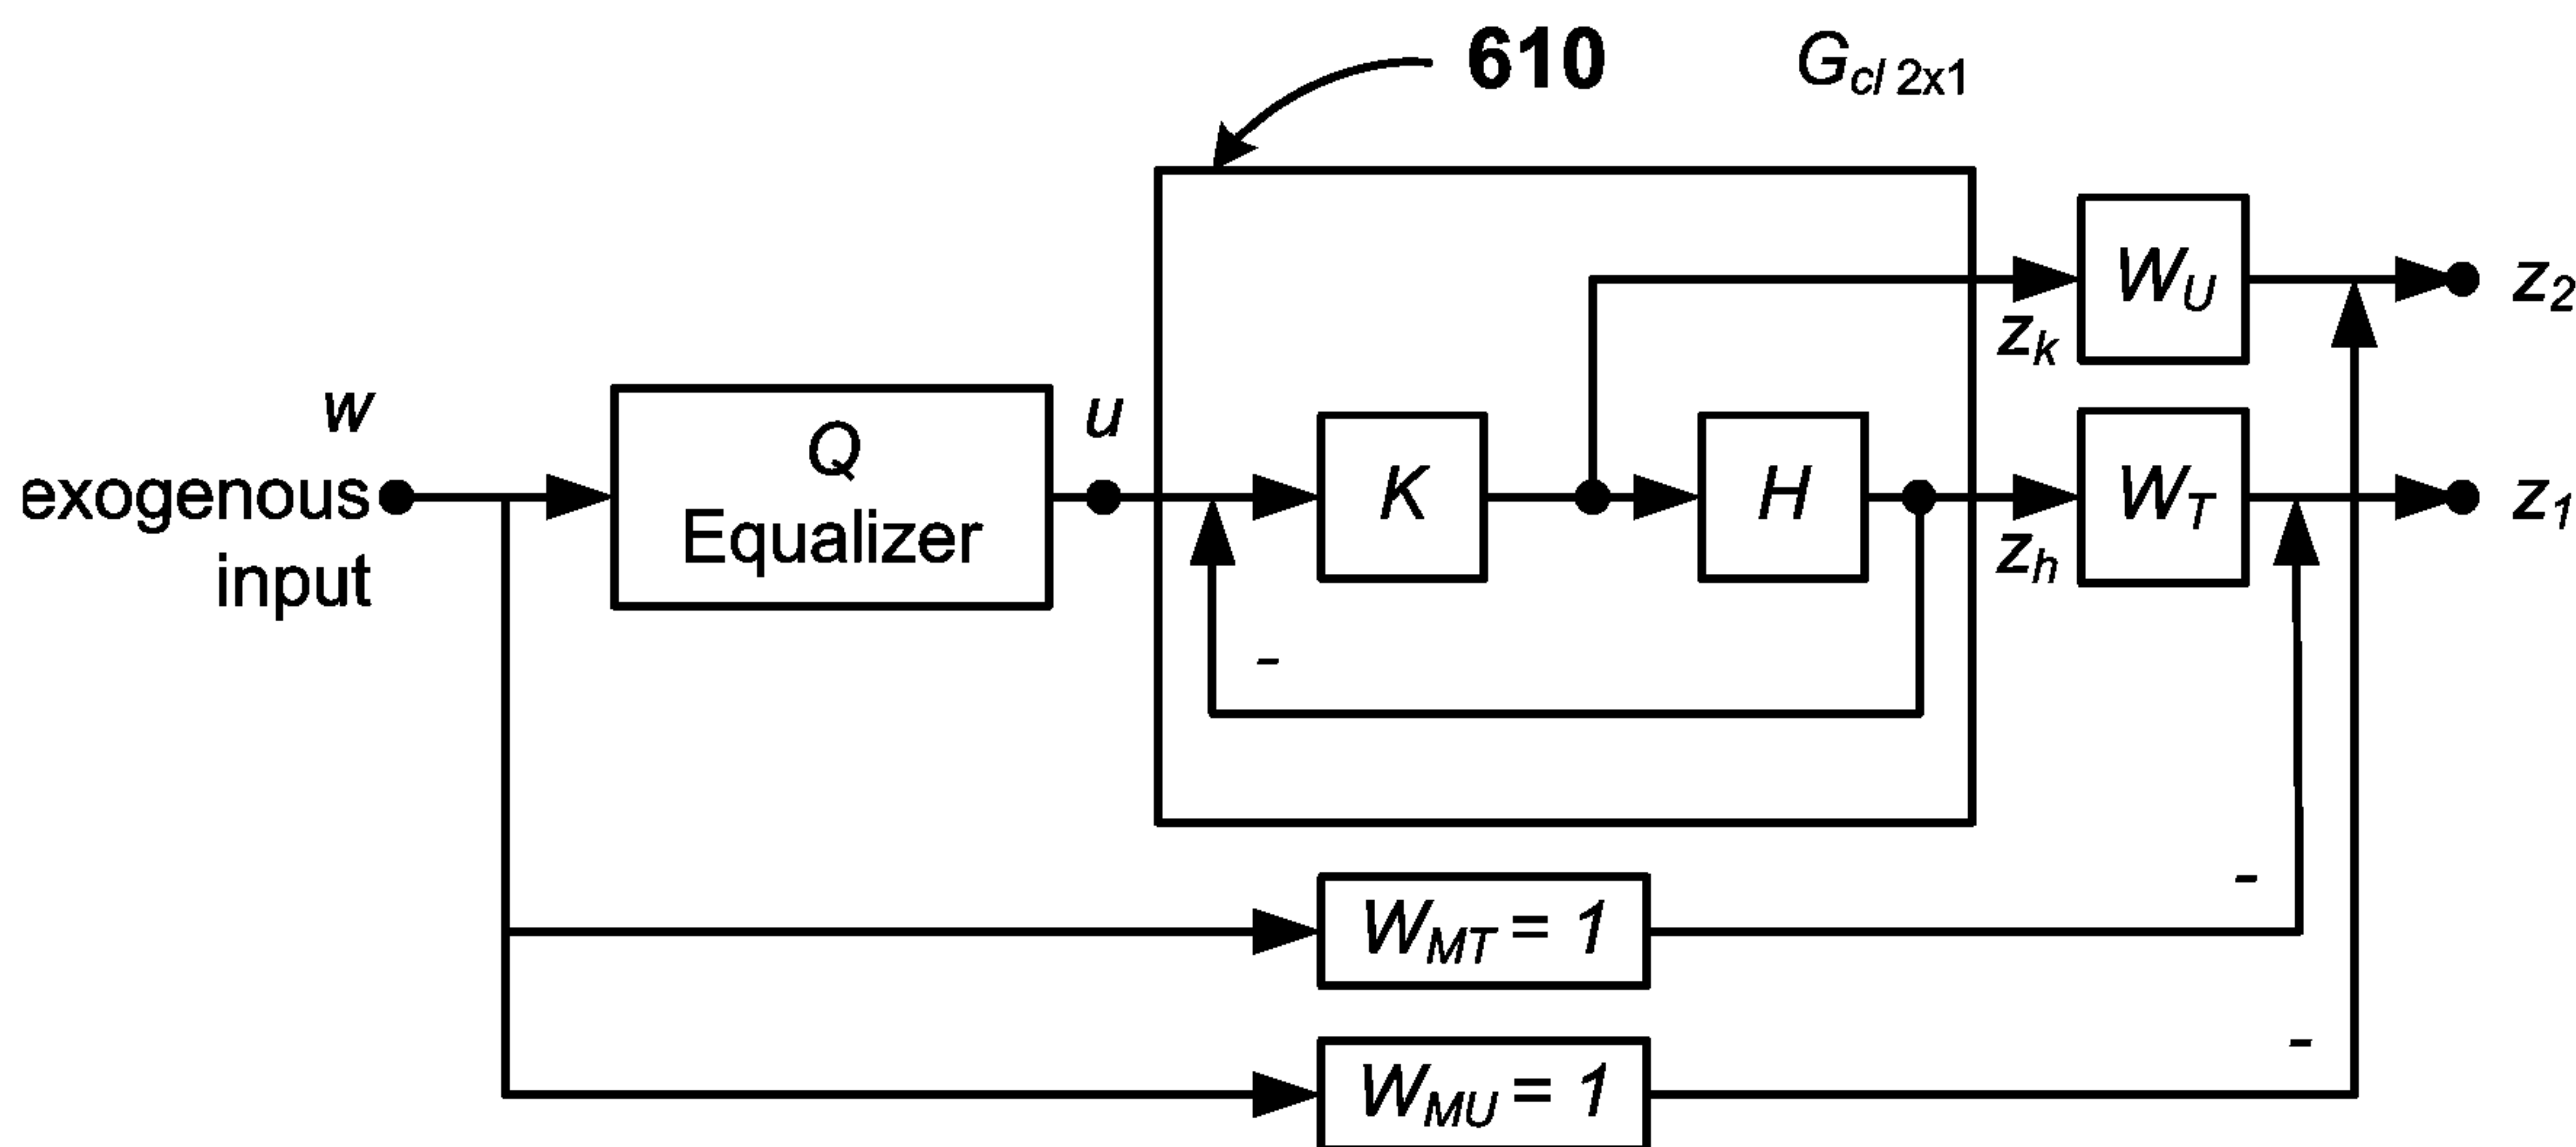 610 G_cl 2x1
W_U
z_2
z_k
w
exogenous
input
Q
Equalizer
u
K
H
W_T
z_1
z_h
-
W_MT = 1
-
W_MU = 1
-